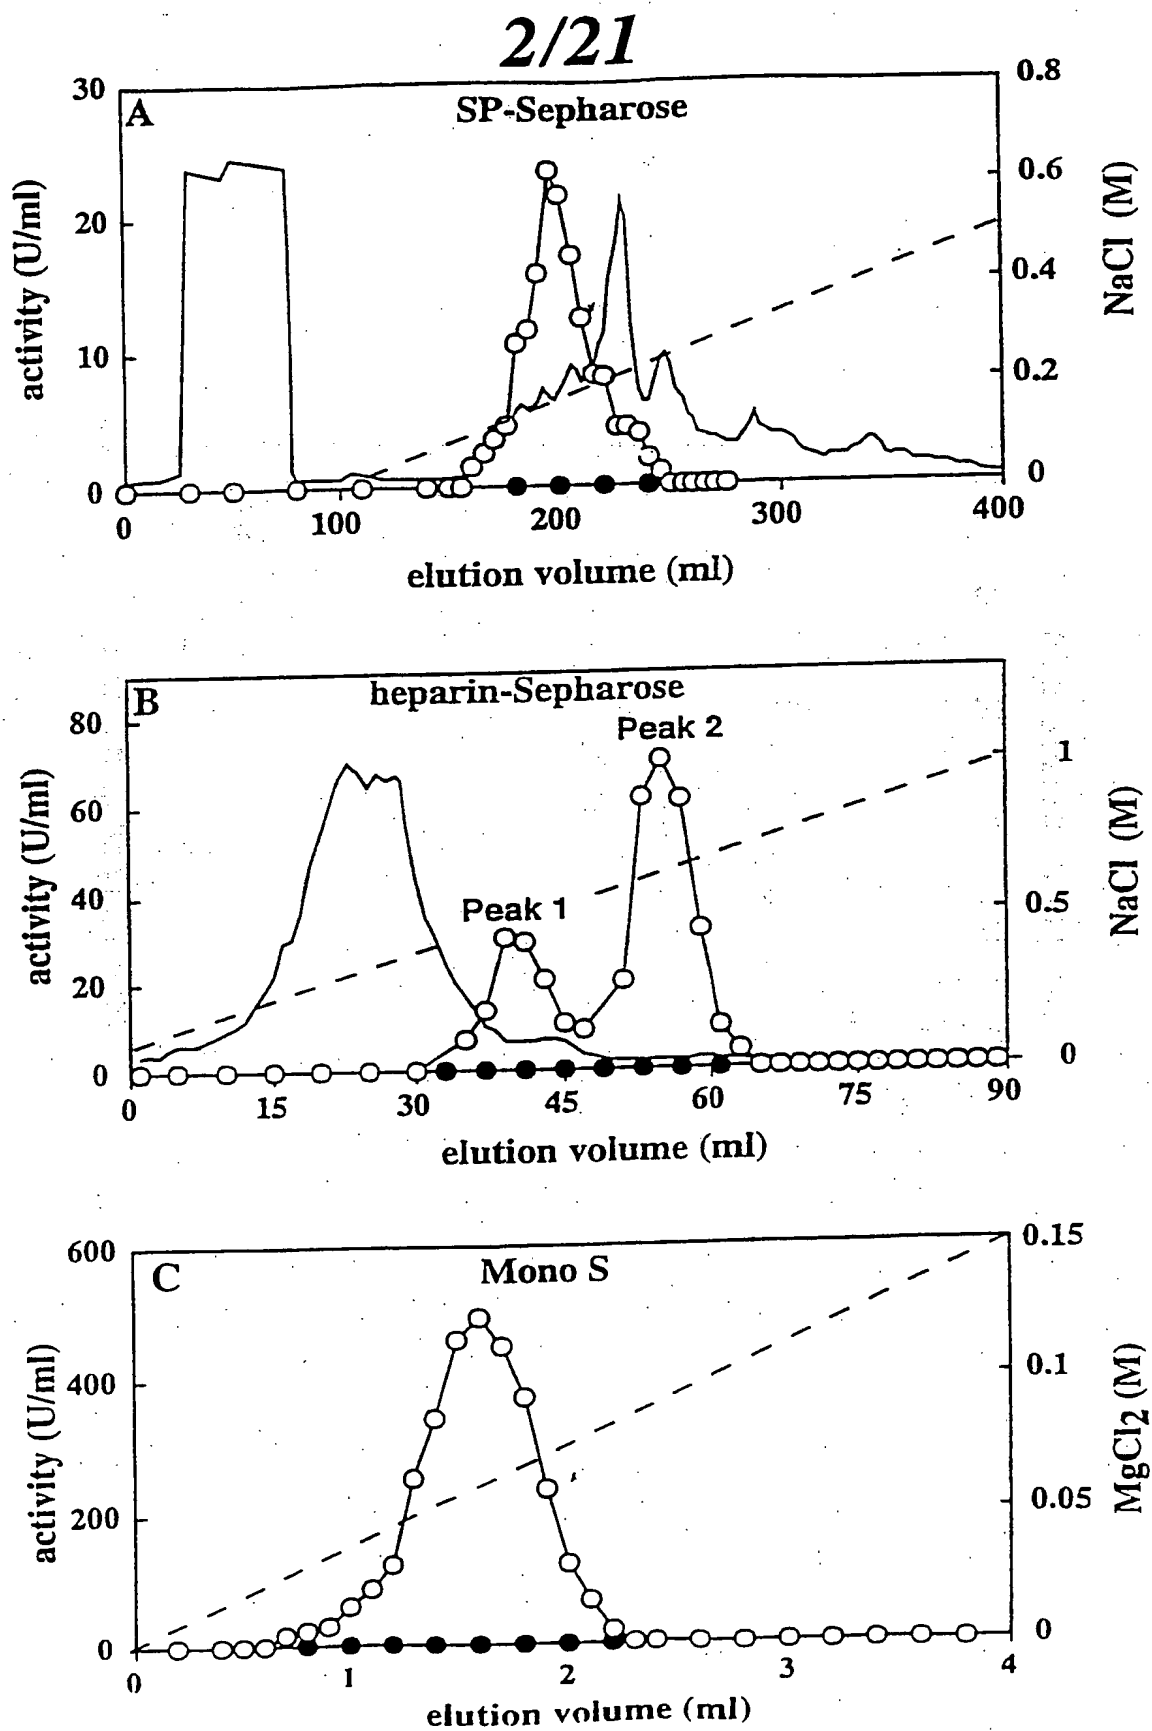 2/21
A
SP-Sepharose
30
20
10
0
activity (U/ml)
0.8
0.6
0.4
0.2
0
NaCl (M)
0
100
200
300
400
elution volume (ml)
B
heparin-Sepharose
Peak 1
Peak 2
80
60
40
20
0
activity (U/ml)
1
0.5
0
NaCl (M)
0
15
30
45
60
75
90
elution volume (ml)
C
Mono S
600
400
200
0
activity (U/ml)
0.15
0.1
0.05
0
MgCl2 (M)
0
1
2
3
4
elution volume (ml)